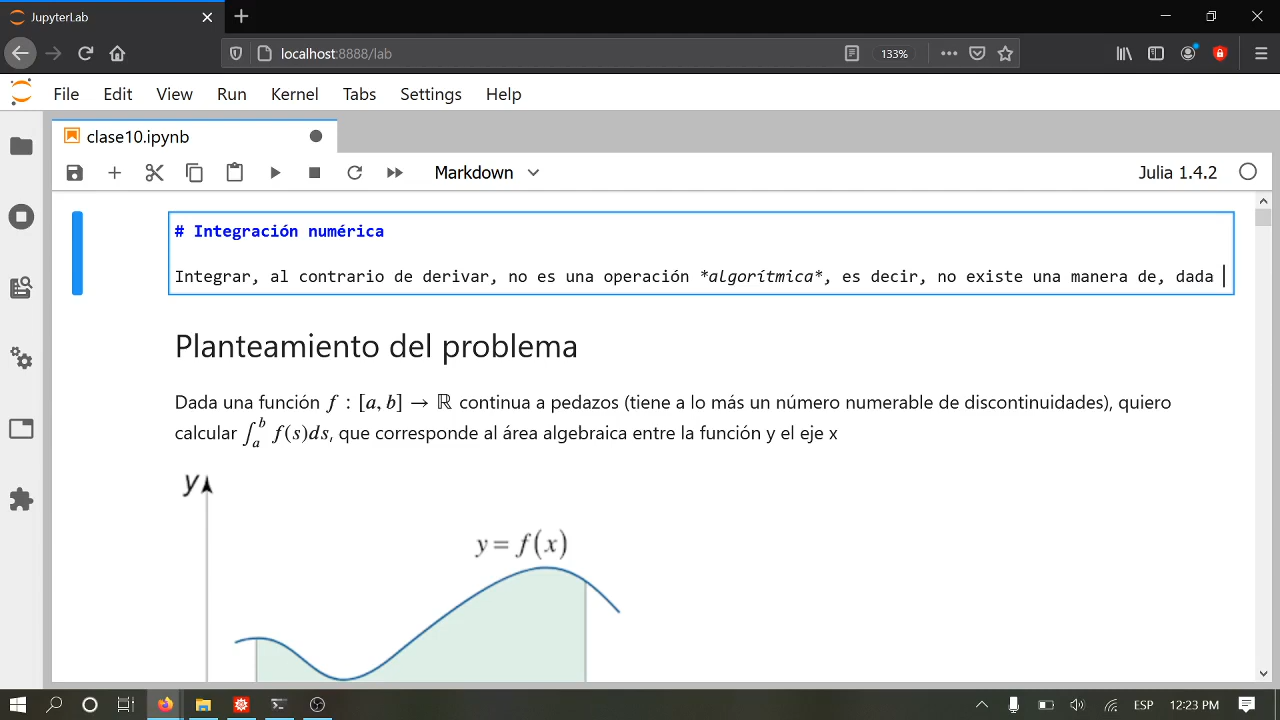 JupyterLab
localhost:8888/lab
133%
File Edit View Run Kernel Tabs Settings Help
clase10.ipynb
Markdown
Julia 1.4.2
# Integración numérica
Integrar, al contrario de derivar, no es una operación *algorítmica*, es decir, no existe una manera de, dada
Planteamiento del problema
Dada una función f : [a, b] → ℝ continua a pedazos (tiene a lo más un número numerable de discontinuidades), quiero
calcular ∫_a^b f(s)ds, que corresponde al área algebraica entre la función y el eje x
y
y = f(x)
ESP
12:23 PM